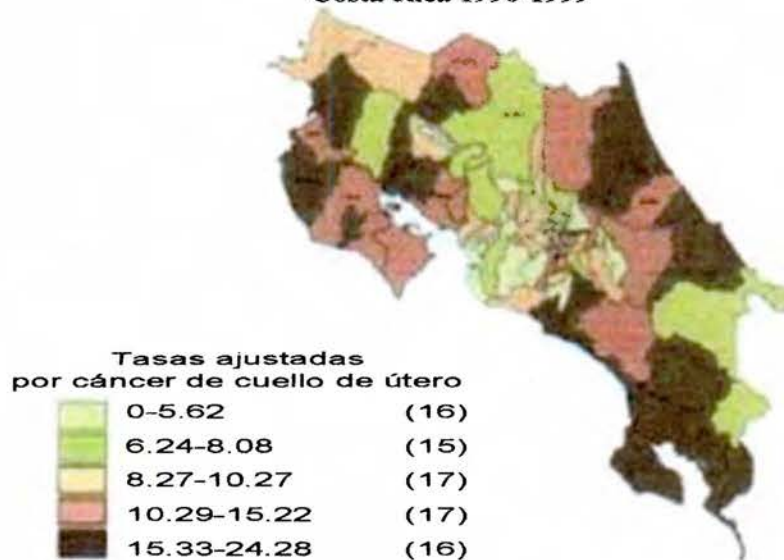 Costa Rica 1990-1999
Tasas ajustadas
por cáncer de cuello de útero
0-5.62 (16)
6.24-8.08 (15)
8.27-10.27 (17)
10.29-15.22 (17)
15.33-24.28 (16)